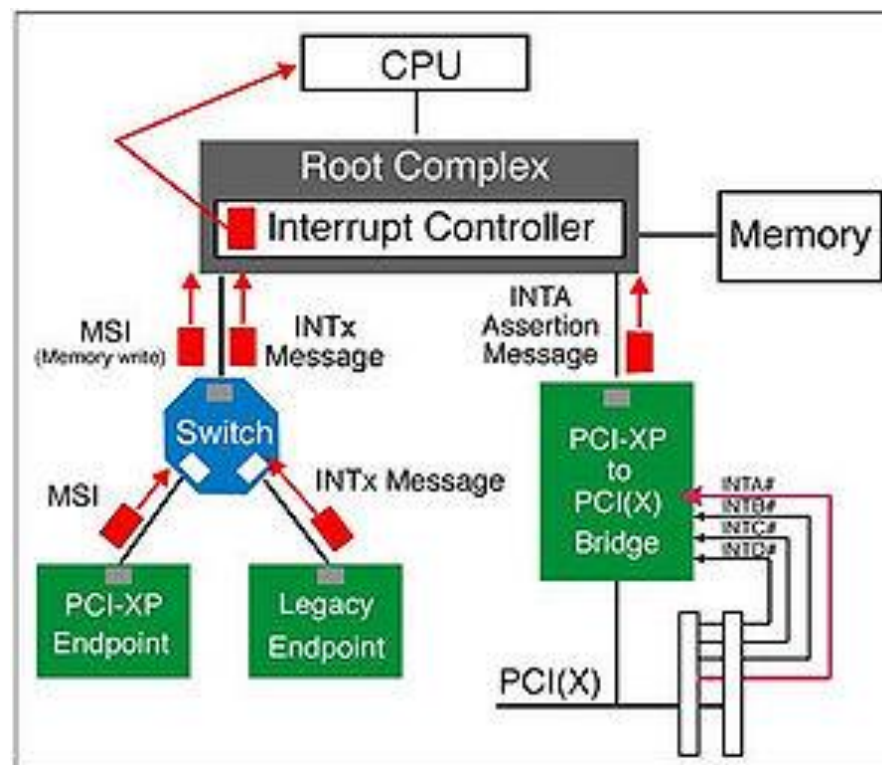 CPU
Root Complex
Interrupt Controller
Memory
MSI
(Memory write)
INTx
Message
INTA
Assertion
Message
Switch
MSI
INTx Message
PCI-XP
to
PCI(X)
Bridge
INTA#
INTB#
INTC#
INTD#
PCI-XP
Endpoint
Legacy
Endpoint
PCI(X)